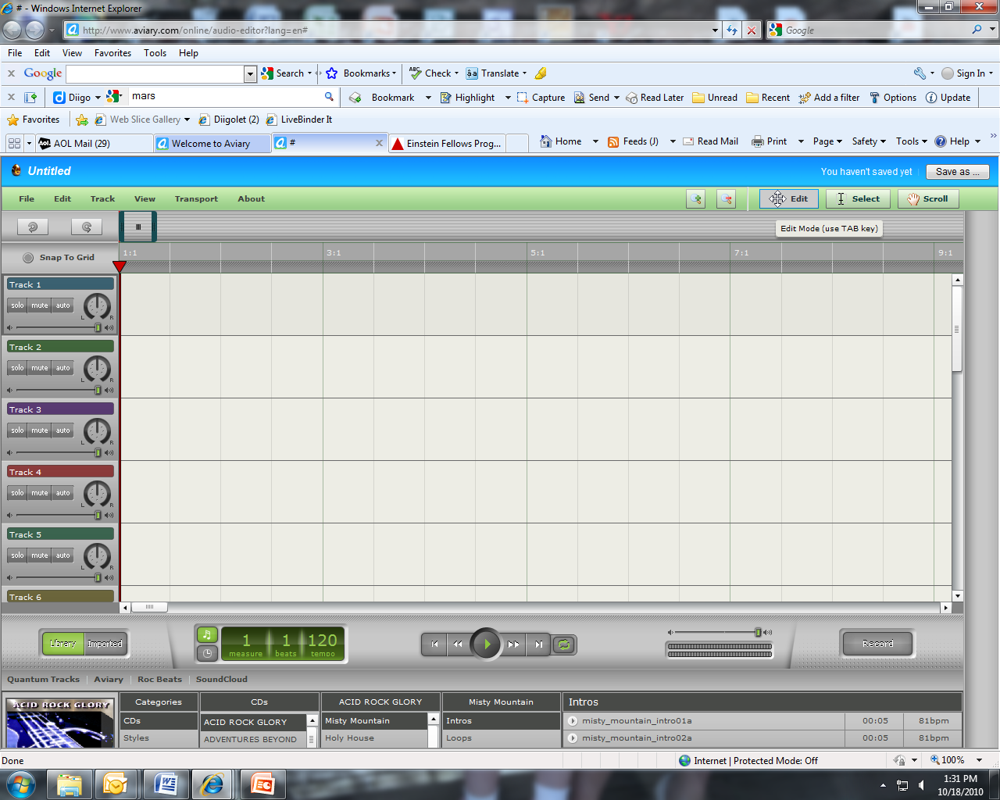 # - Windows Internet Explorer
http://www.aviary.com/online/audio-editor?lang=en#
Google
File Edit View Favorites Tools Help
x Google Search Bookmarks ABC Check aa Translate Sign In
x Diigo mars Bookmark Highlight Capture Send Read Later Unread Recent Add a filter Options Update
Favorites Web Slice Gallery Diigolet (2) LiveBinder It
AOL Mail (29) Welcome to Aviary # Einstein Fellows Prog... Home Feeds (J) Read Mail Print Page Safety Tools Help
Untitled You haven't saved yet Save as ...
File Edit Track View Transport About Edit Select Scroll
Edit Mode (use TAB key)
Snap To Grid 1:1 3:1 5:1 7:1 9:1
Track 1
solo mute auto
L R
Track 2
solo mute auto
L R
Track 3
solo mute auto
L R
Track 4
solo mute auto
L R
Track 5
solo mute auto
L R
Track 6
Library Imported 1 1 120 Record
measure beats tempo
Quantum Tracks Aviary Roc Beats SoundCloud
ACID ROCK GLORY Categories CDs ACID ROCK GLORY Misty Mountain Intros
CDs ACID ROCK GLORY Misty Mountain Intros misty_mountain_intro01a 00:05 81bpm
Styles ADVENTURES BEYOND Holy House Loops misty_mountain_intro02a 00:05 81bpm
Done Internet | Protected Mode: Off 100%
1:31 PM
10/18/2010